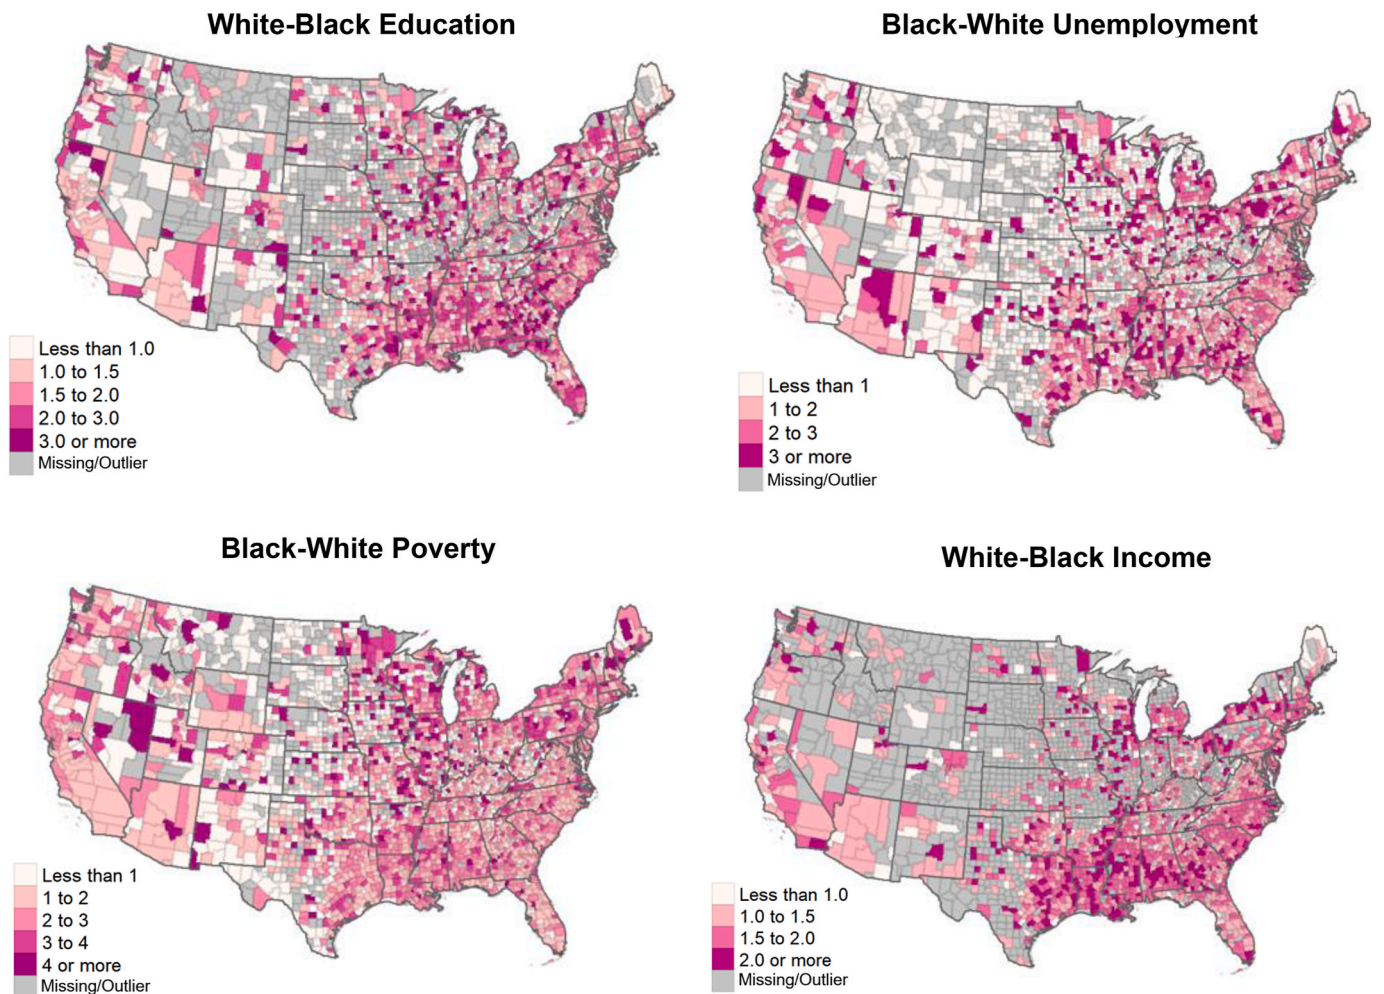 White-Black Education
Less than 1.0
1.0 to 1.5
1.5 to 2.0
2.0 to 3.0
3.0 or more
Missing/Outlier
Black-White Unemployment
Less than 1
1 to 2
2 to 3
3 or more
Missing/Outlier
Black-White Poverty
Less than 1
1 to 2
2 to 3
3 to 4
4 or more
Missing/Outlier
White-Black Income
Less than 1.0
1.0 to 1.5
1.5 to 2.0
2.0 or more
Missing/Outlier